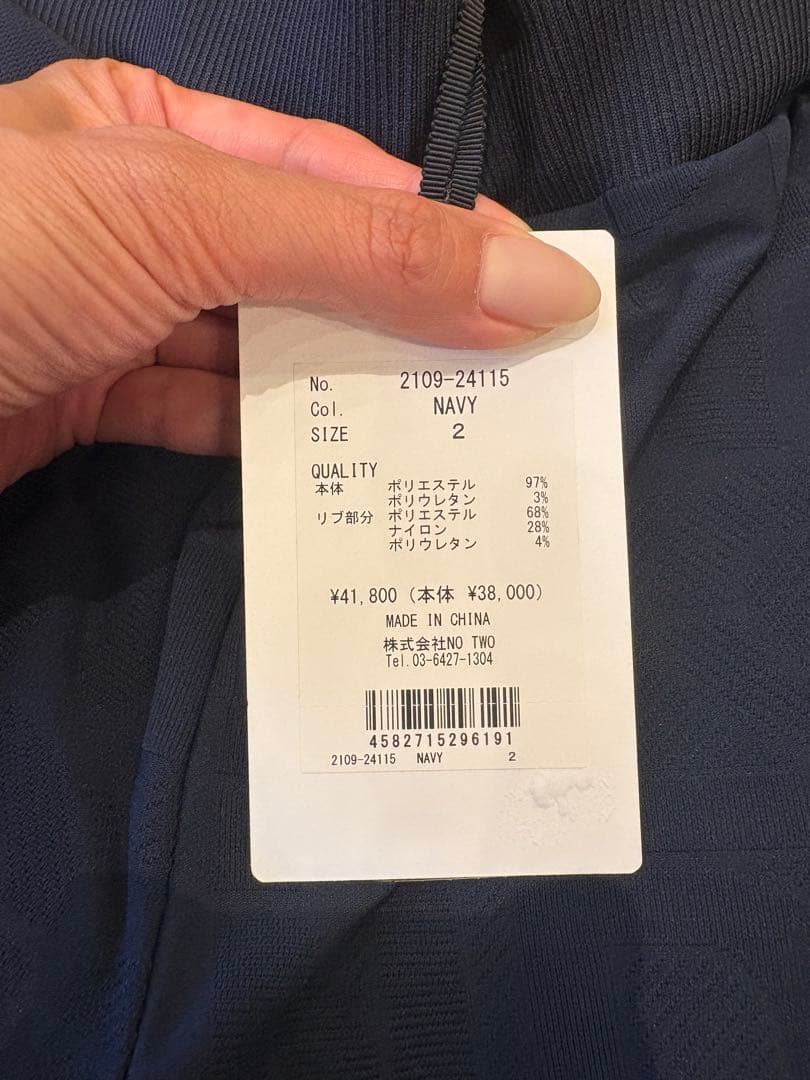 No. 2109-24115
Col. NAVY
SIZE 2
QUALITY
本体 ポリエステル 97%
ポリウレタン 3%
リブ部分 ポリエステル 68%
ナイロン 28%
ポリウレタン 4%
¥41,800 (本体 ¥38,000)
MADE IN CHINA
株式会社NO TWO
Tel.03-6427-1304
4582715296191
2109-24115 NAVY 2